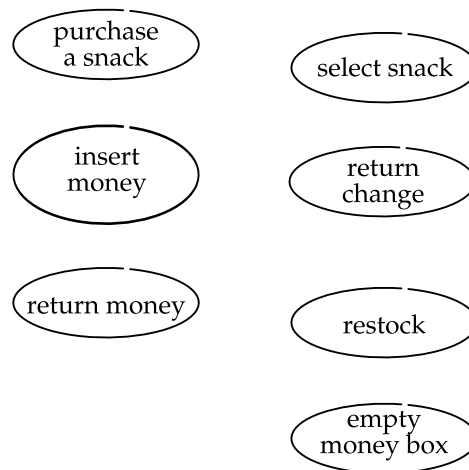 purchase
a snack
insert
money
return money
select snack
return
change
restock
empty
money box